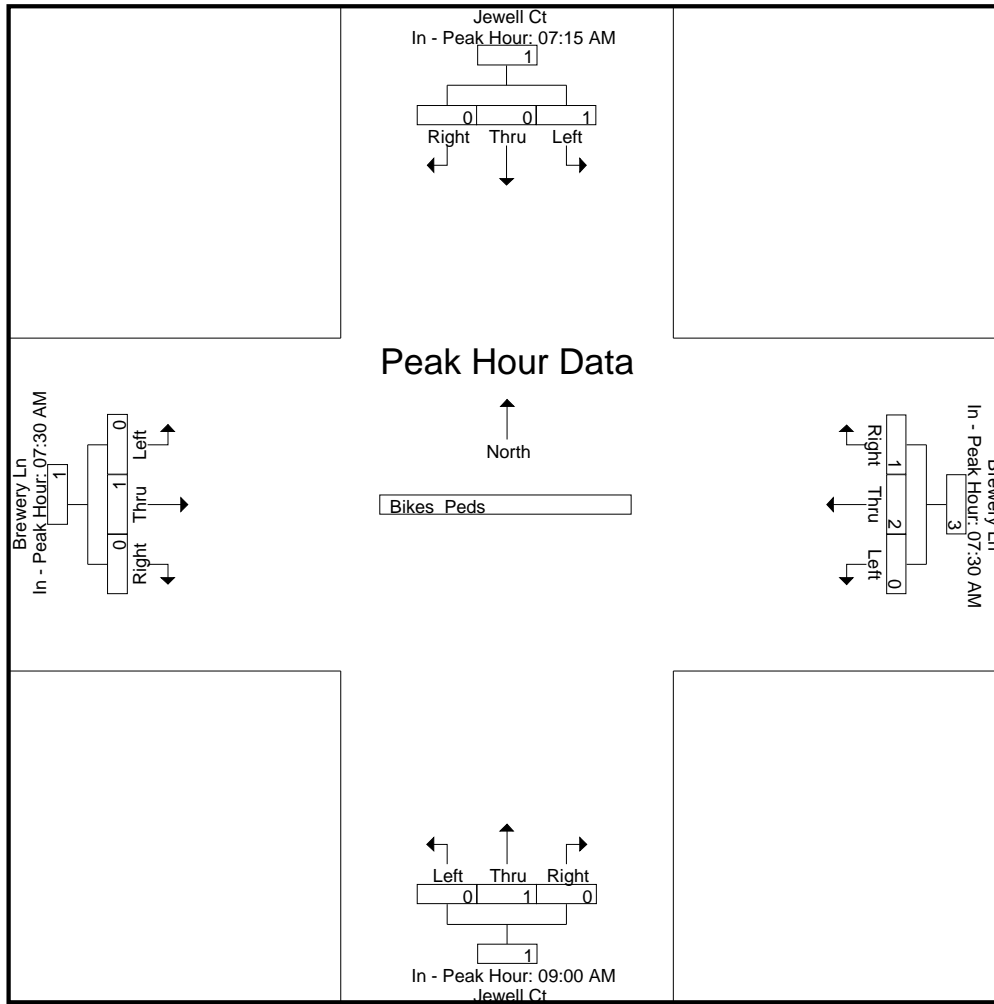 Jewell Ct
In - Peak Hour: 07:15 AM
1
0 0 1
Right Thru Left
Peak Hour Data
North
Bikes Peds
Brewery Ln
In - Peak Hour: 07:30 AM
1
0 1 0
Left Thru Right
Brewery Ln
In - Peak Hour: 07:30 AM
3
1 2 0
Right Thru Left
Left Thru Right
0 1 0
1
In - Peak Hour: 09:00 AM
Jewell Ct